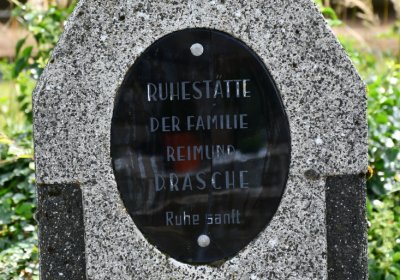 RUHESTÄTTE
DER FAMILIE
REIMUND
DRASCHE
Ruhe sanft